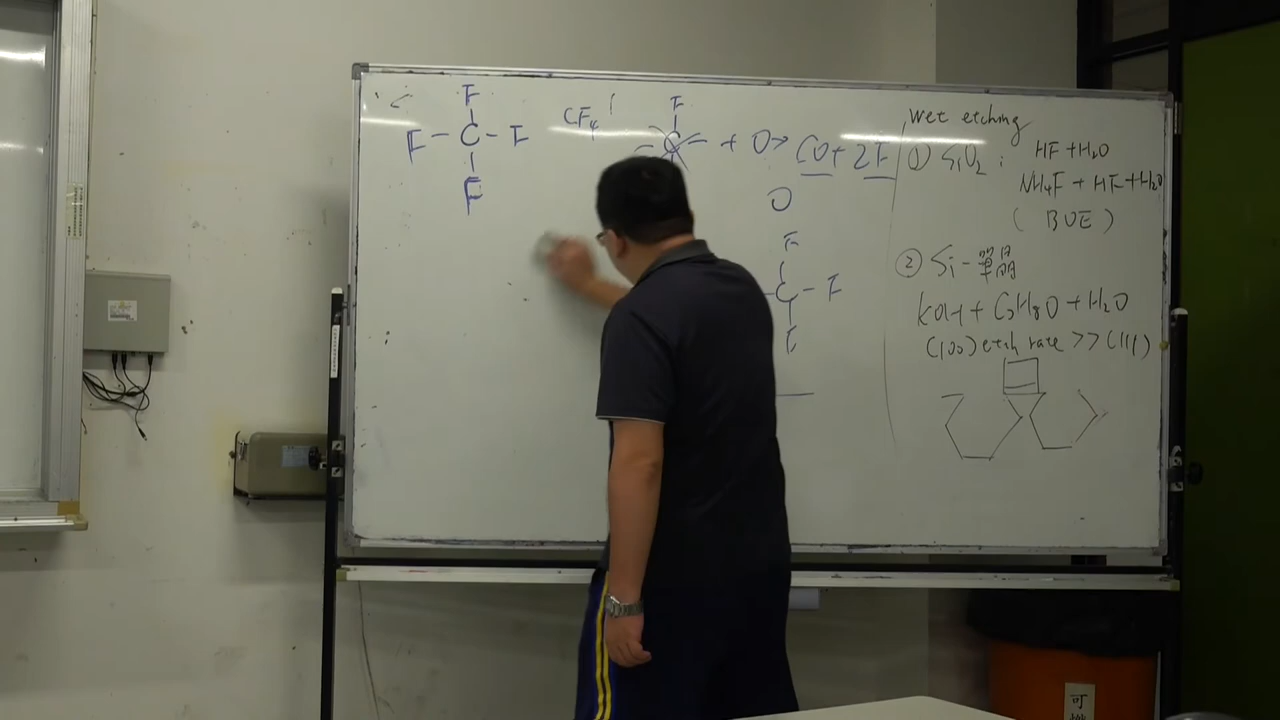 F
F - C - F
F
CF₄
F
C + O → CO + 2F
O
F
C - F
F
wet etching
① SiO₂ : HF + H₂O
NH₄F + HF + H₂O
( BOE )
② Si - 單晶
KOH + C₃H₈O + H₂O
(100) etch rate >> (111)
可